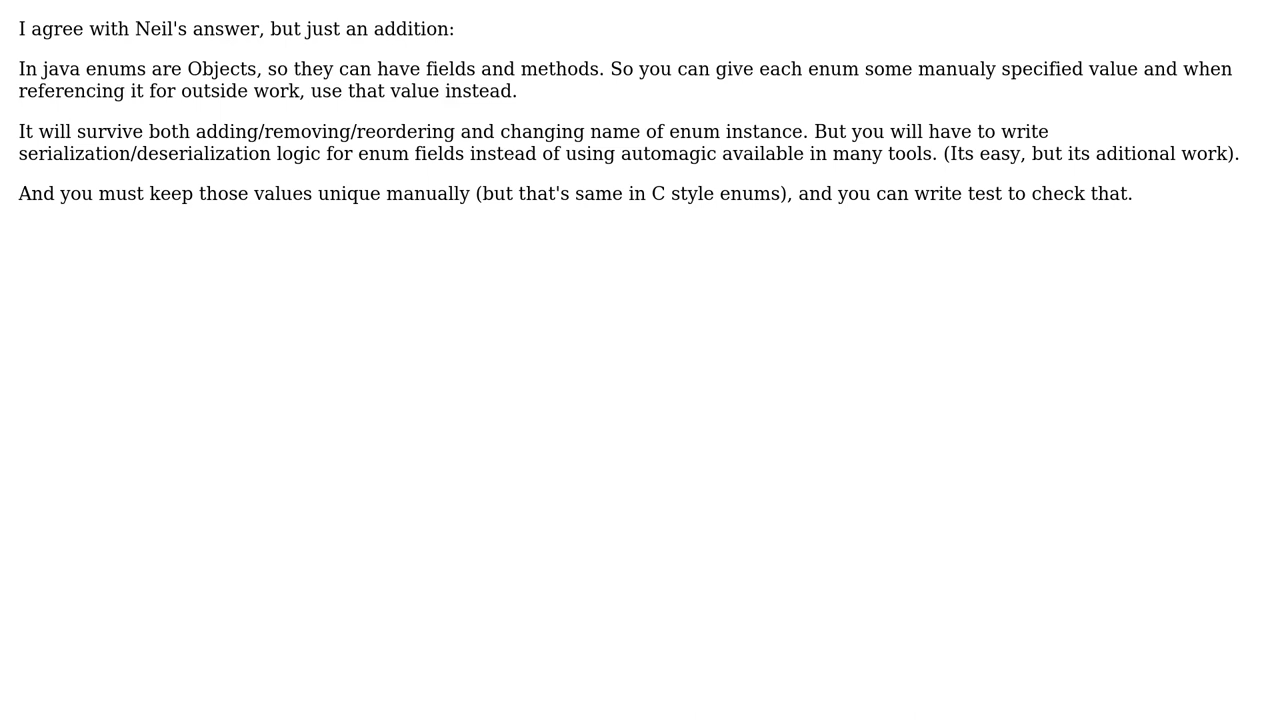 I agree with Neil's answer, but just an addition:
In java enums are Objects, so they can have fields and methods. So you can give each enum some manualy specified value and when
referencing it for outside work, use that value instead.
It will survive both adding/removing/reordering and changing name of enum instance. But you will have to write
serialization/deserialization logic for enum fields instead of using automagic available in many tools. (Its easy, but its aditional work).
And you must keep those values unique manually (but that's same in C style enums), and you can write test to check that.